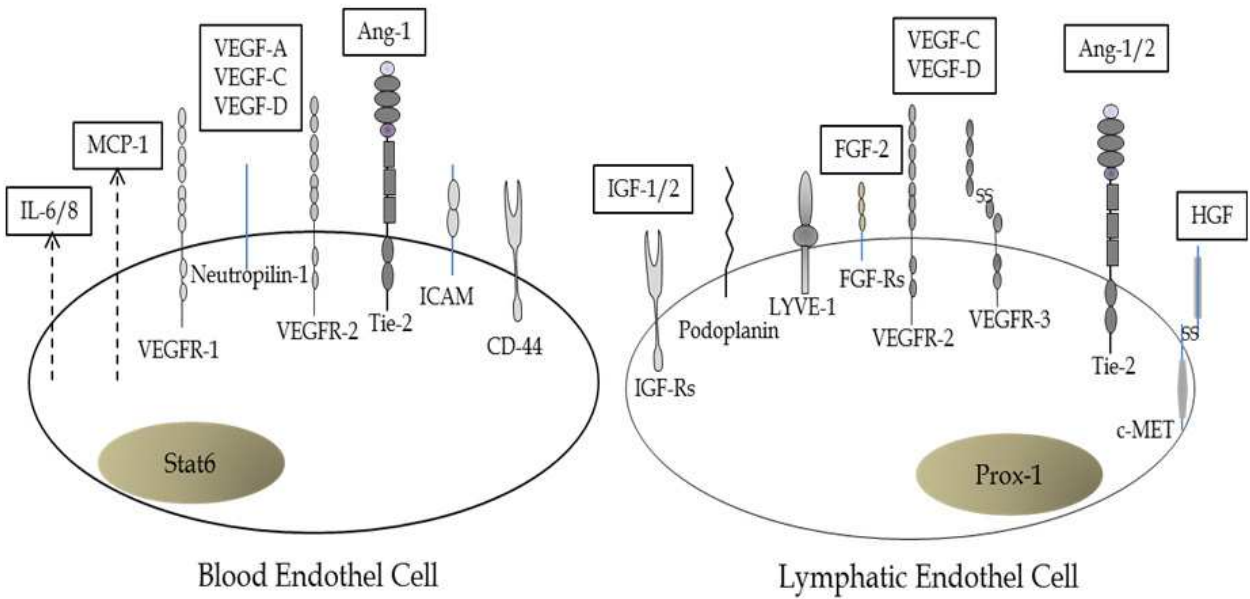 VEGF-A
VEGF-C
VEGF-D
Ang-1
MCP-1
IL-6/8
Neutropilin-1
ICAM
VEGFR-1
VEGFR-2
Tie-2
CD-44
Stat6
Blood Endothel Cell
VEGF-C
VEGF-D
Ang-1/2
FGF-2
IGF-1/2
HGF
SS
FGF-Rs
LYVE-1
Podoplanin
VEGFR-2
VEGFR-3
SS
Tie-2
IGF-Rs
c-MET
Prox-1
Lymphatic Endothel Cell